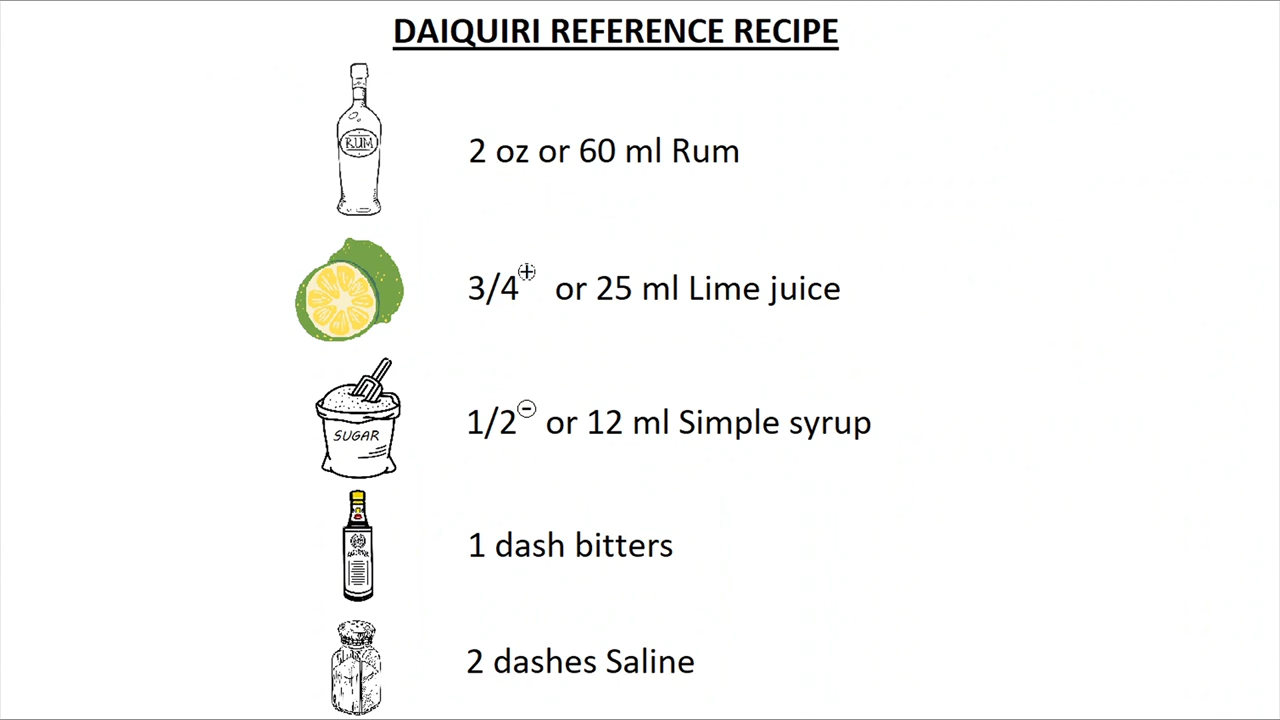 DAIQUIRI REFERENCE RECIPE
RUM
2 oz or 60 ml Rum
3/4⊕ or 25 ml Lime juice
SUGAR
1/2⊖ or 12 ml Simple syrup
1 dash bitters
2 dashes Saline